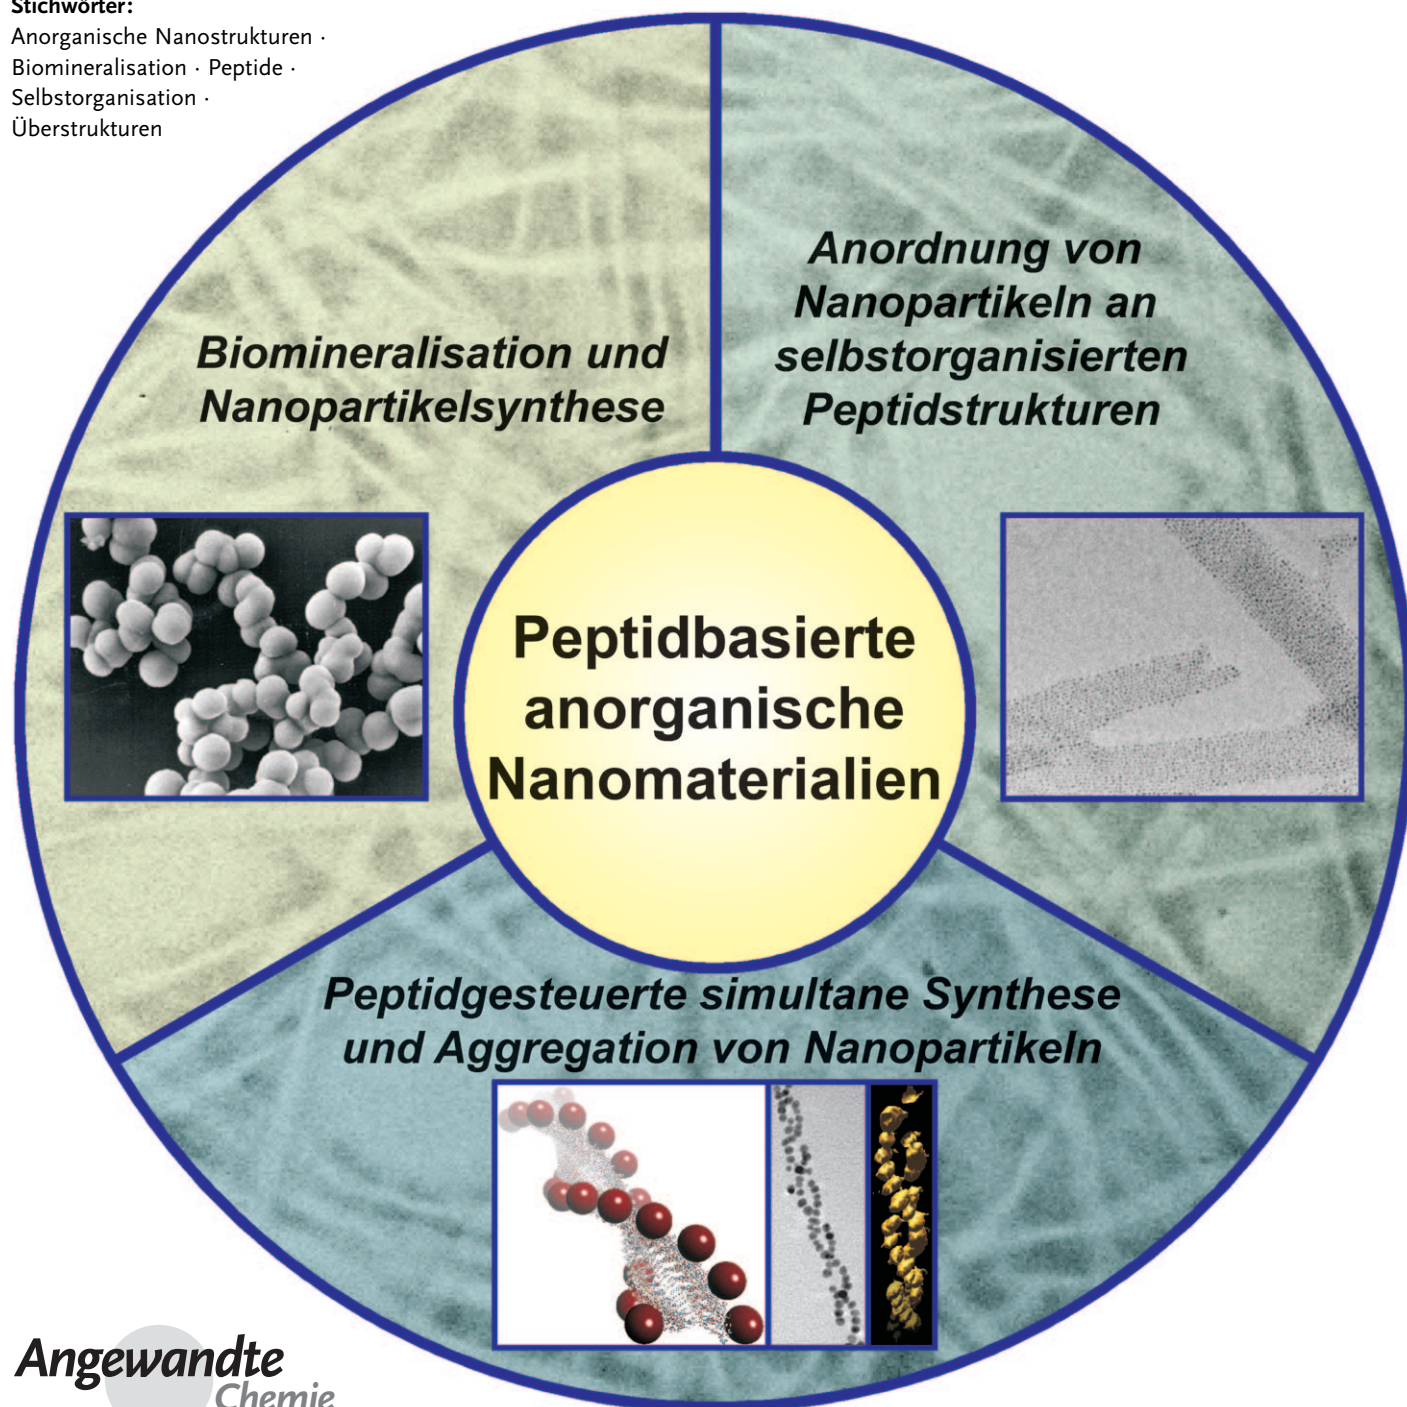 Stichwörter:
Anorganische Nanostrukturen ·
Biomineralisation · Peptide ·
Selbstorganisation ·
Überstrukturen
Biomineralisation und
Nanopartikelsynthese
Anordnung von
Nanopartikeln an
selbstorganisierten
Peptidstrukturen
Peptidbasierte
anorganische
Nanomaterialien
Peptidgesteuerte simultane Synthese
und Aggregation von Nanopartikeln
Angewandte
Chemie